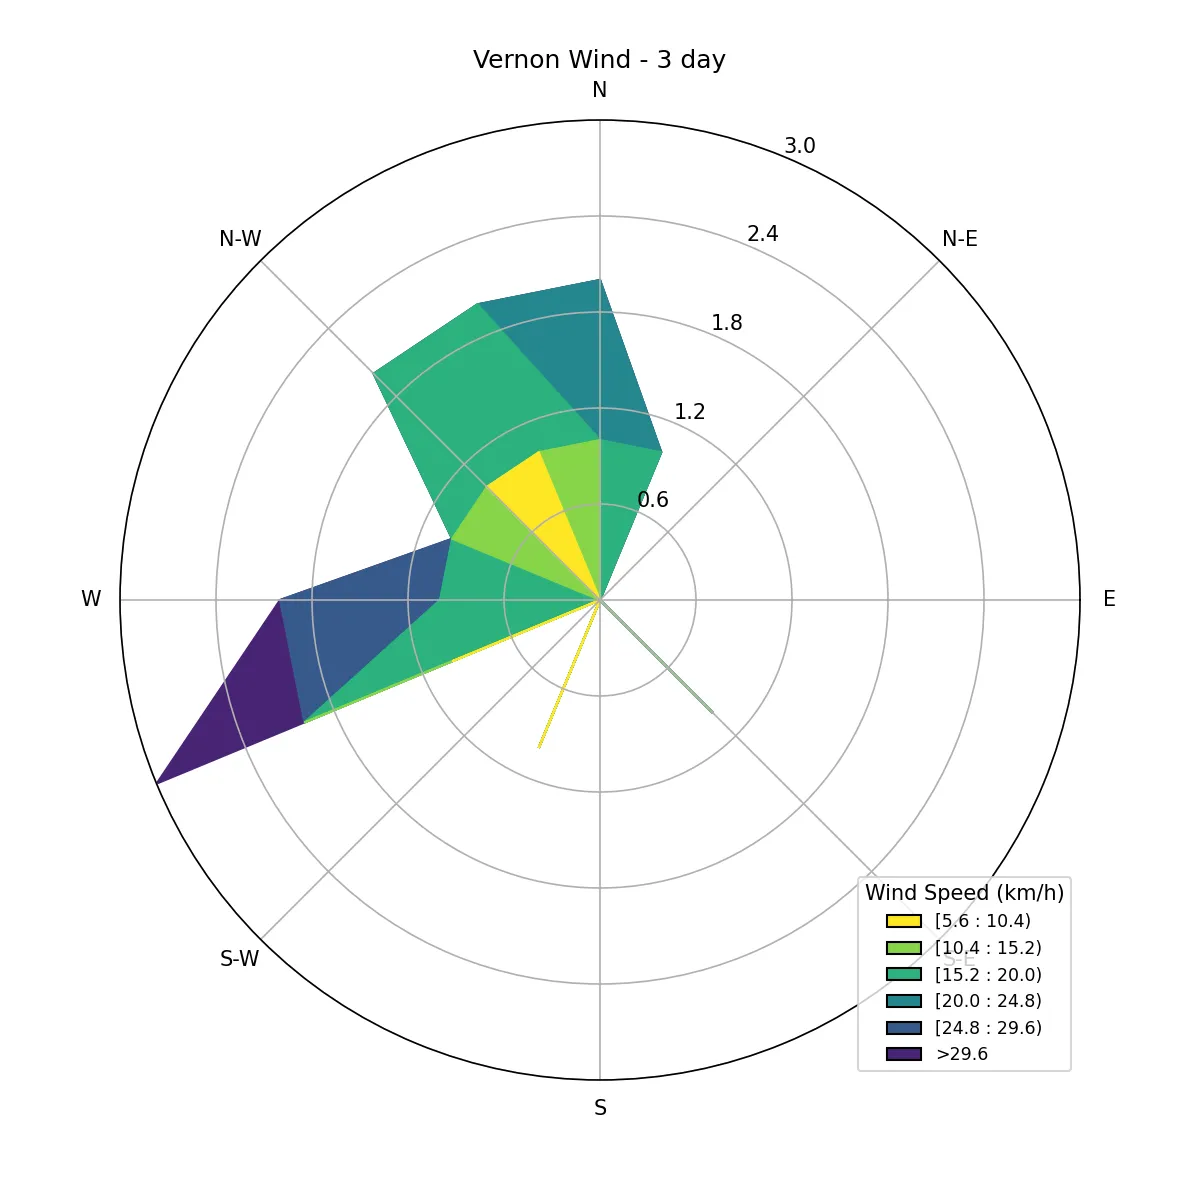 Vernon Wind - 3 day
N
3.0
N-W
2.4
N-E
1.8
1.2
0.6
W
E
Wind Speed (km/h)
[5.6 : 10.4)
[10.4 : 15.2)
S-W
S-E
[15.2 : 20.0)
[20.0 : 24.8)
[24.8 : 29.6)
>29.6
S